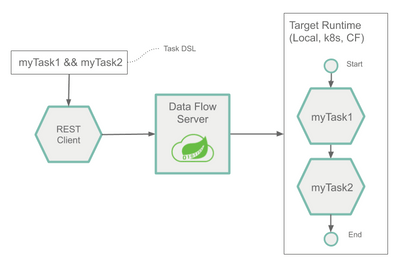 myTask1 && myTask2
Task DSL
REST
Client
Data Flow
Server
Target Runtime
(Local, k8s, CF)
Start
myTask1
myTask2
End